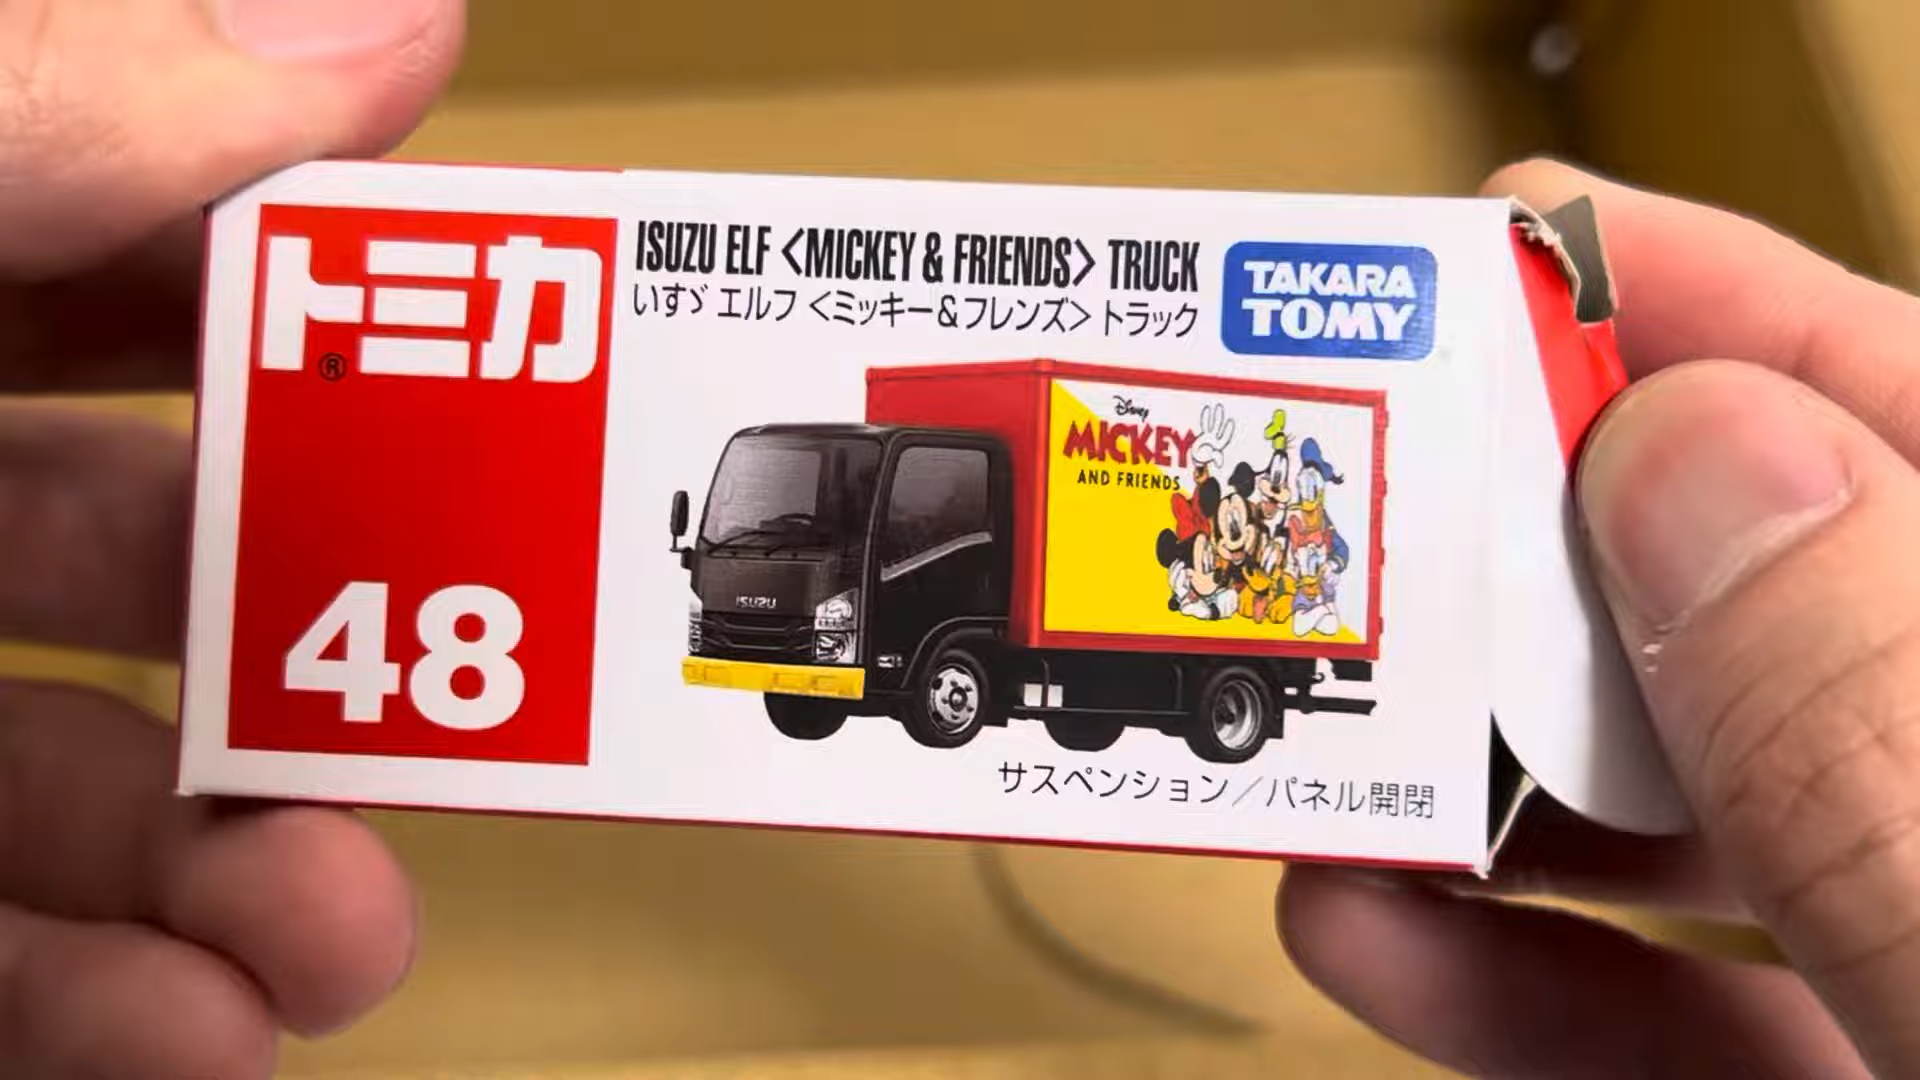 トミカ
®
48
ISUZU ELF <MICKEY & FRIENDS> TRUCK
いすゞ エルフ <ミッキー&フレンズ> トラック
TAKARA
TOMY
Disney
MICKEY
AND FRIENDS
ISUZU
サスペンション/パネル開閉